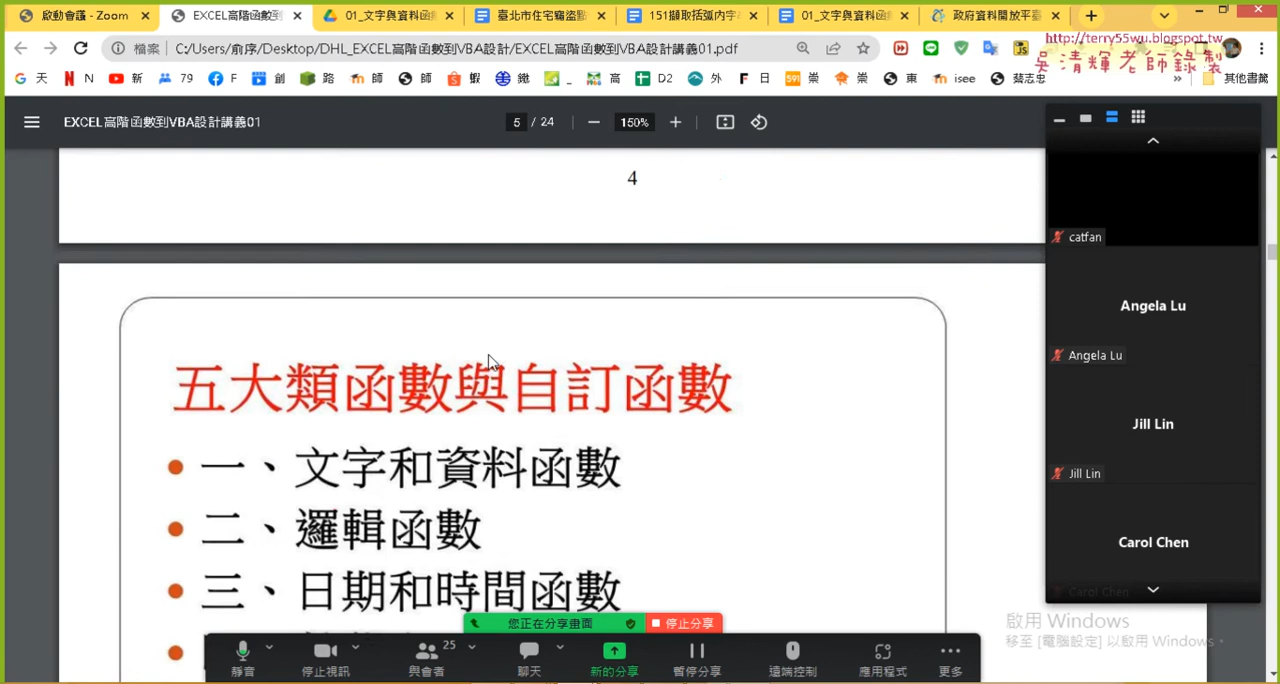 啟動會議 - Zoom
EXCEL高階函數到
01_文字與資料函
臺北市住宅竊盜點
151擷取括弧內字
01_文字與資料函
政府資料開放平臺
檔案
C:/Users/俞序/Desktop/DHL_EXCEL高階函數到VBA設計/EXCEL高階函數到VBA設計講義01.pdf
http://terry55wu.blogspot.tw
吳清輝老師錄製
天
N
新
79
F
創
路
師
師
蝦
高
D2
外
日
崇
崇
東
isee
蔡志忠
»
其他書籤
EXCEL高階函數到VBA設計講義01
5 / 24
150%
4
五大類函數與自訂函數
一、文字和資料函數
二、邏輯函數
三、日期和時間函數
catfan
Angela Lu
Angela Lu
Jill Lin
Jill Lin
Carol Chen
Carol Chen
您正在分享畫面
停止分享
啟用 Windows
移至 [電腦設定] 以啟用 Windows。
靜音
停止視訊
25
與會者
聊天
新的分享
暫停分享
遠端控制
應用程式
更多